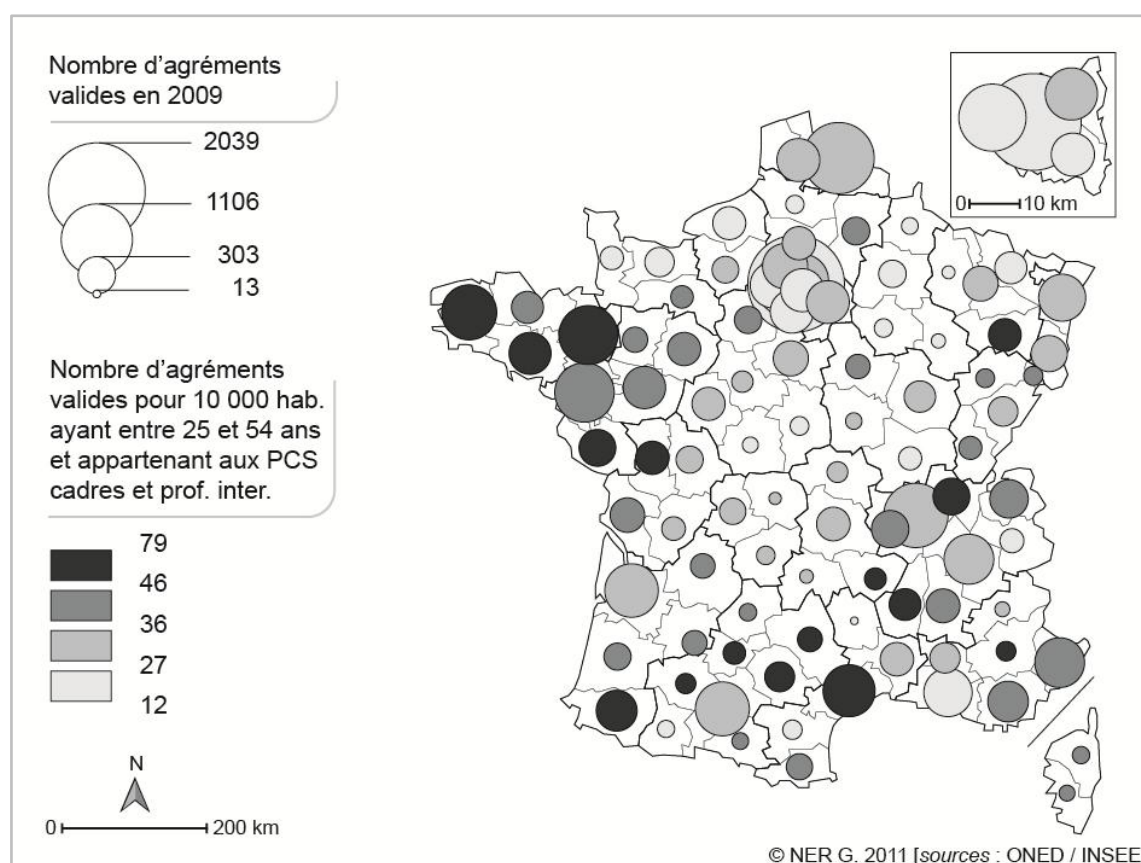 Nombre d'agréments
valides en 2009
2039
1106
303
13
Nombre d'agréments
valides pour 10 000 hab.
ayant entre 25 et 54 ans
et appartenant aux PCS
cadres et prof. inter.
79
46
36
27
12
N
0 200 km
0 10 km
© NER G. 2011 [sources : ONED / INSEE